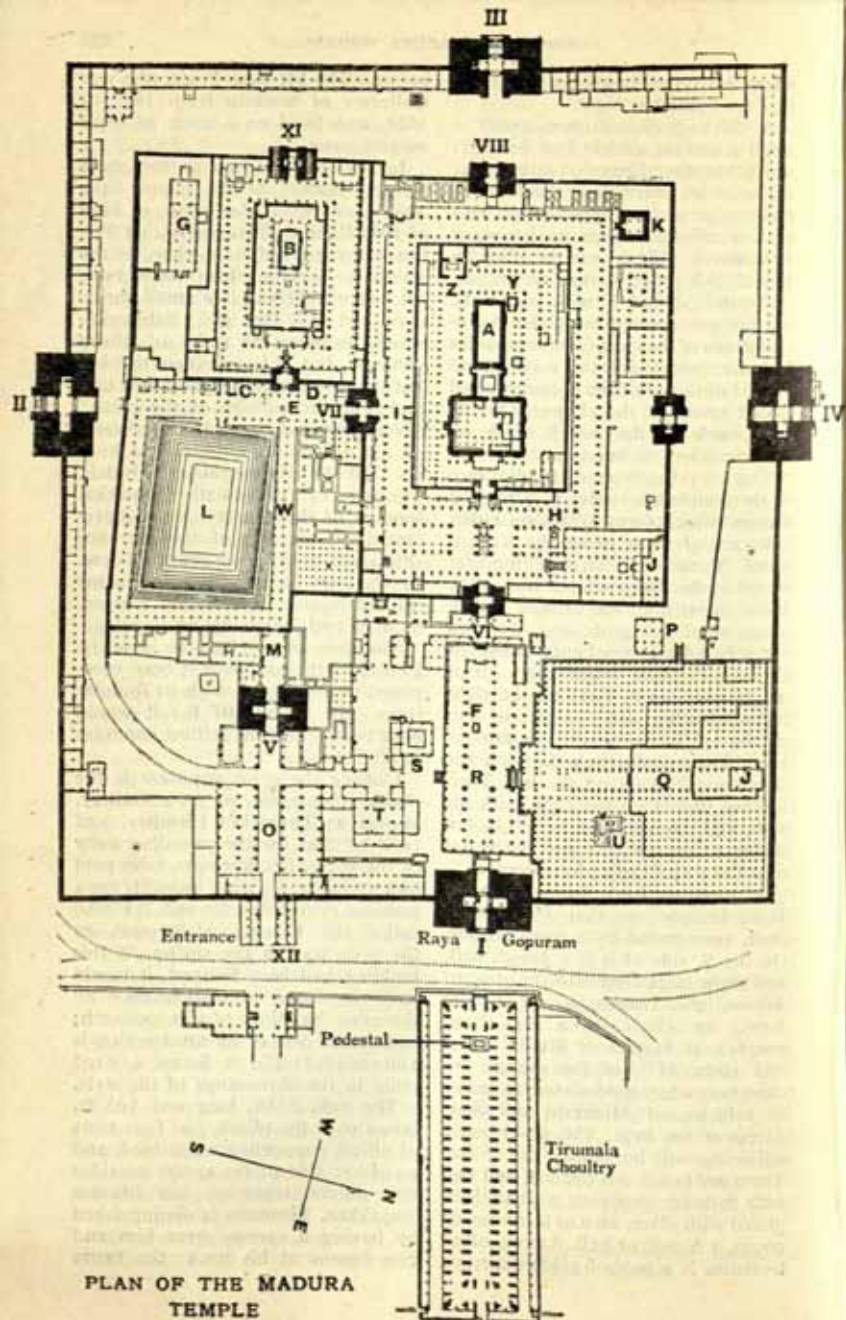 III
XI
VIII
G
K
B
Z
Y
A
II
C
D
E
VII
I
IV
L
W
H
P
J
VI
P
M
F
V
S
R
Q
J
O
T
U
Entrance
Raya I Gopuram
XII
Pedestal
Tirumala
Choultry
W
S
N
E
PLAN OF THE MADURA
TEMPLE